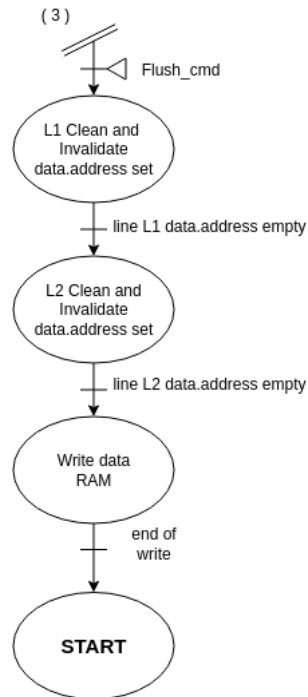 ( 3 )
Flush_cmd
L1 Clean and
Invalidate
data.address set
line L1 data.address empty
L2 Clean and
Invalidate
data.address set
line L2 data.address empty
Write data
RAM
end of
write
START